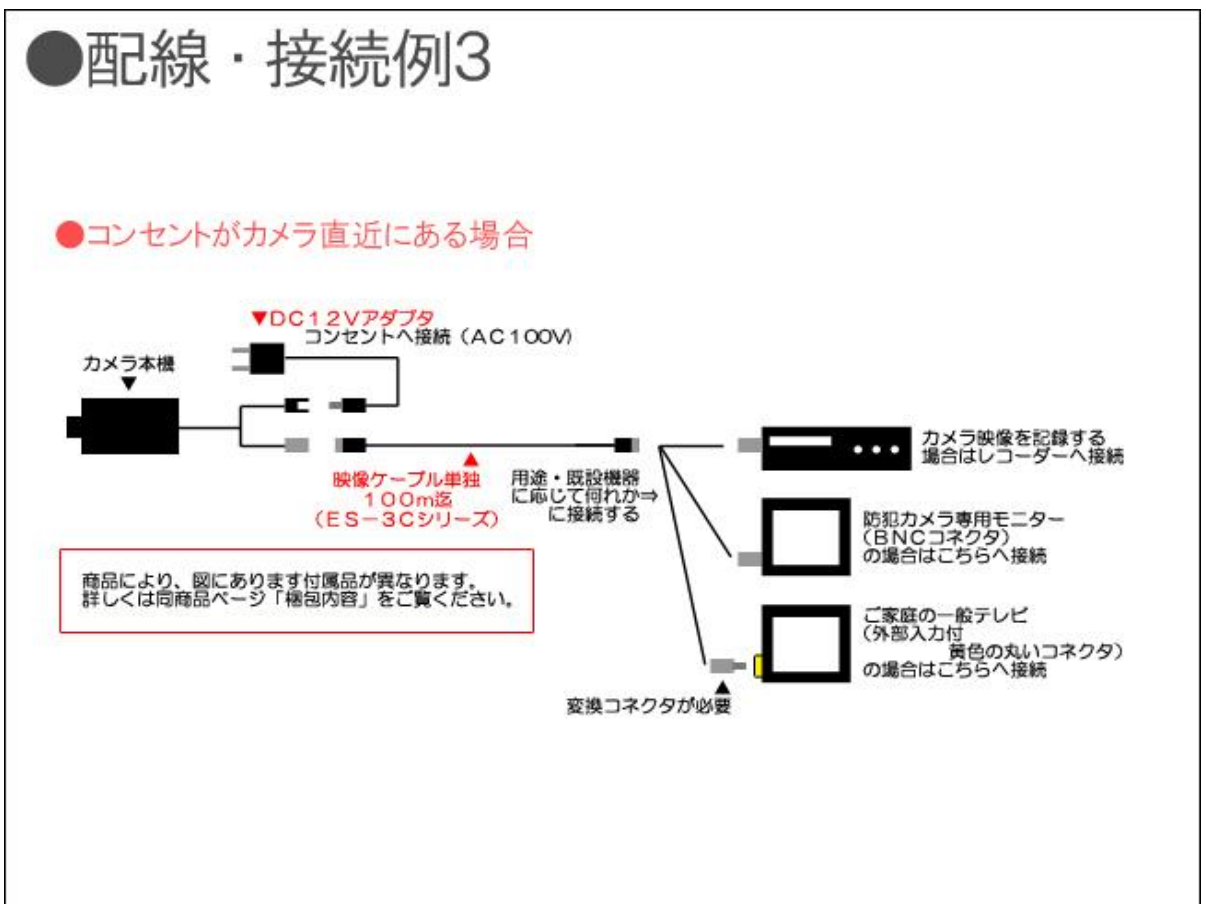 ●配線・接続例3
●コンセントがカメラ直近にある場合
▼DC12Vアダプタ
コンセントへ接続(AC100V)
カメラ本機
▼
▲
映像ケーブル単独
100m迄
(ES-3Cシリーズ)
用途・既設機器
に応じて何れか⇒
に接続する
カメラ映像を記録する
場合はレコーダーへ接続
防犯カメラ専用モニター
(BNCコネクタ)
の場合はこちらへ接続
ご家庭の一般テレビ
(外部入力付
黄色の丸いコネクタ)
の場合はこちらへ接続
▲
変換コネクタが必要
商品により、図にあります付属品が異なります。
詳しくは同商品ページ「梱包内容」をご覧ください。